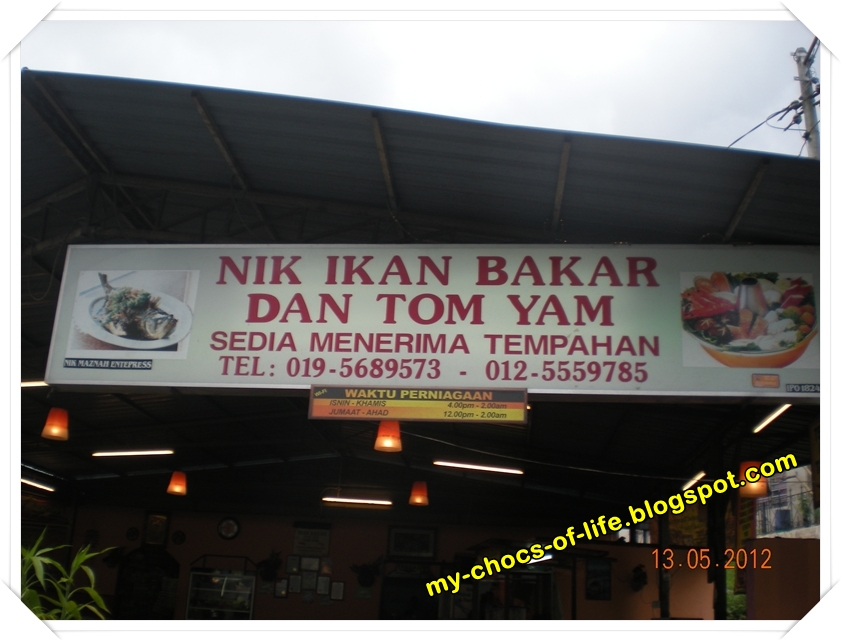 NIK IKAN BAKAR
DAN TOM YAM
SEDIA MENERIMA TEMPAHAN
TEL: 019-5689573 - 012-5559785
NIK MAZNAH ENTEPRESS
WAKTU PERNIAGAAN
ISNIN - KHAMIS 4.00pm - 2.00am
JUMAAT - AHAD 12.00pm - 2.00am
my-chocs-of-life.blogspot.com
13.05.2012